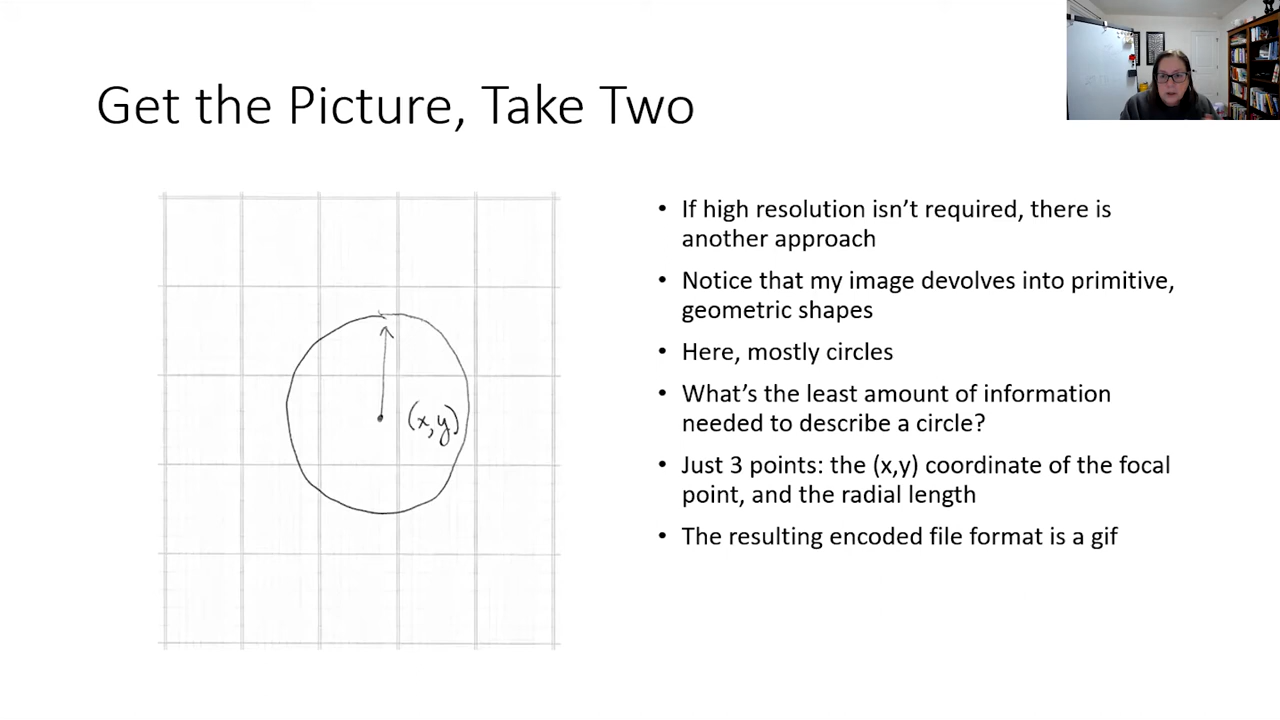 Get the Picture, Take Two
(x,y)
• If high resolution isn’t required, there is
another approach
• Notice that my image devolves into primitive,
geometric shapes
• Here, mostly circles
• What’s the least amount of information
needed to describe a circle?
• Just 3 points: the (x,y) coordinate of the focal
point, and the radial length
• The resulting encoded file format is a gif